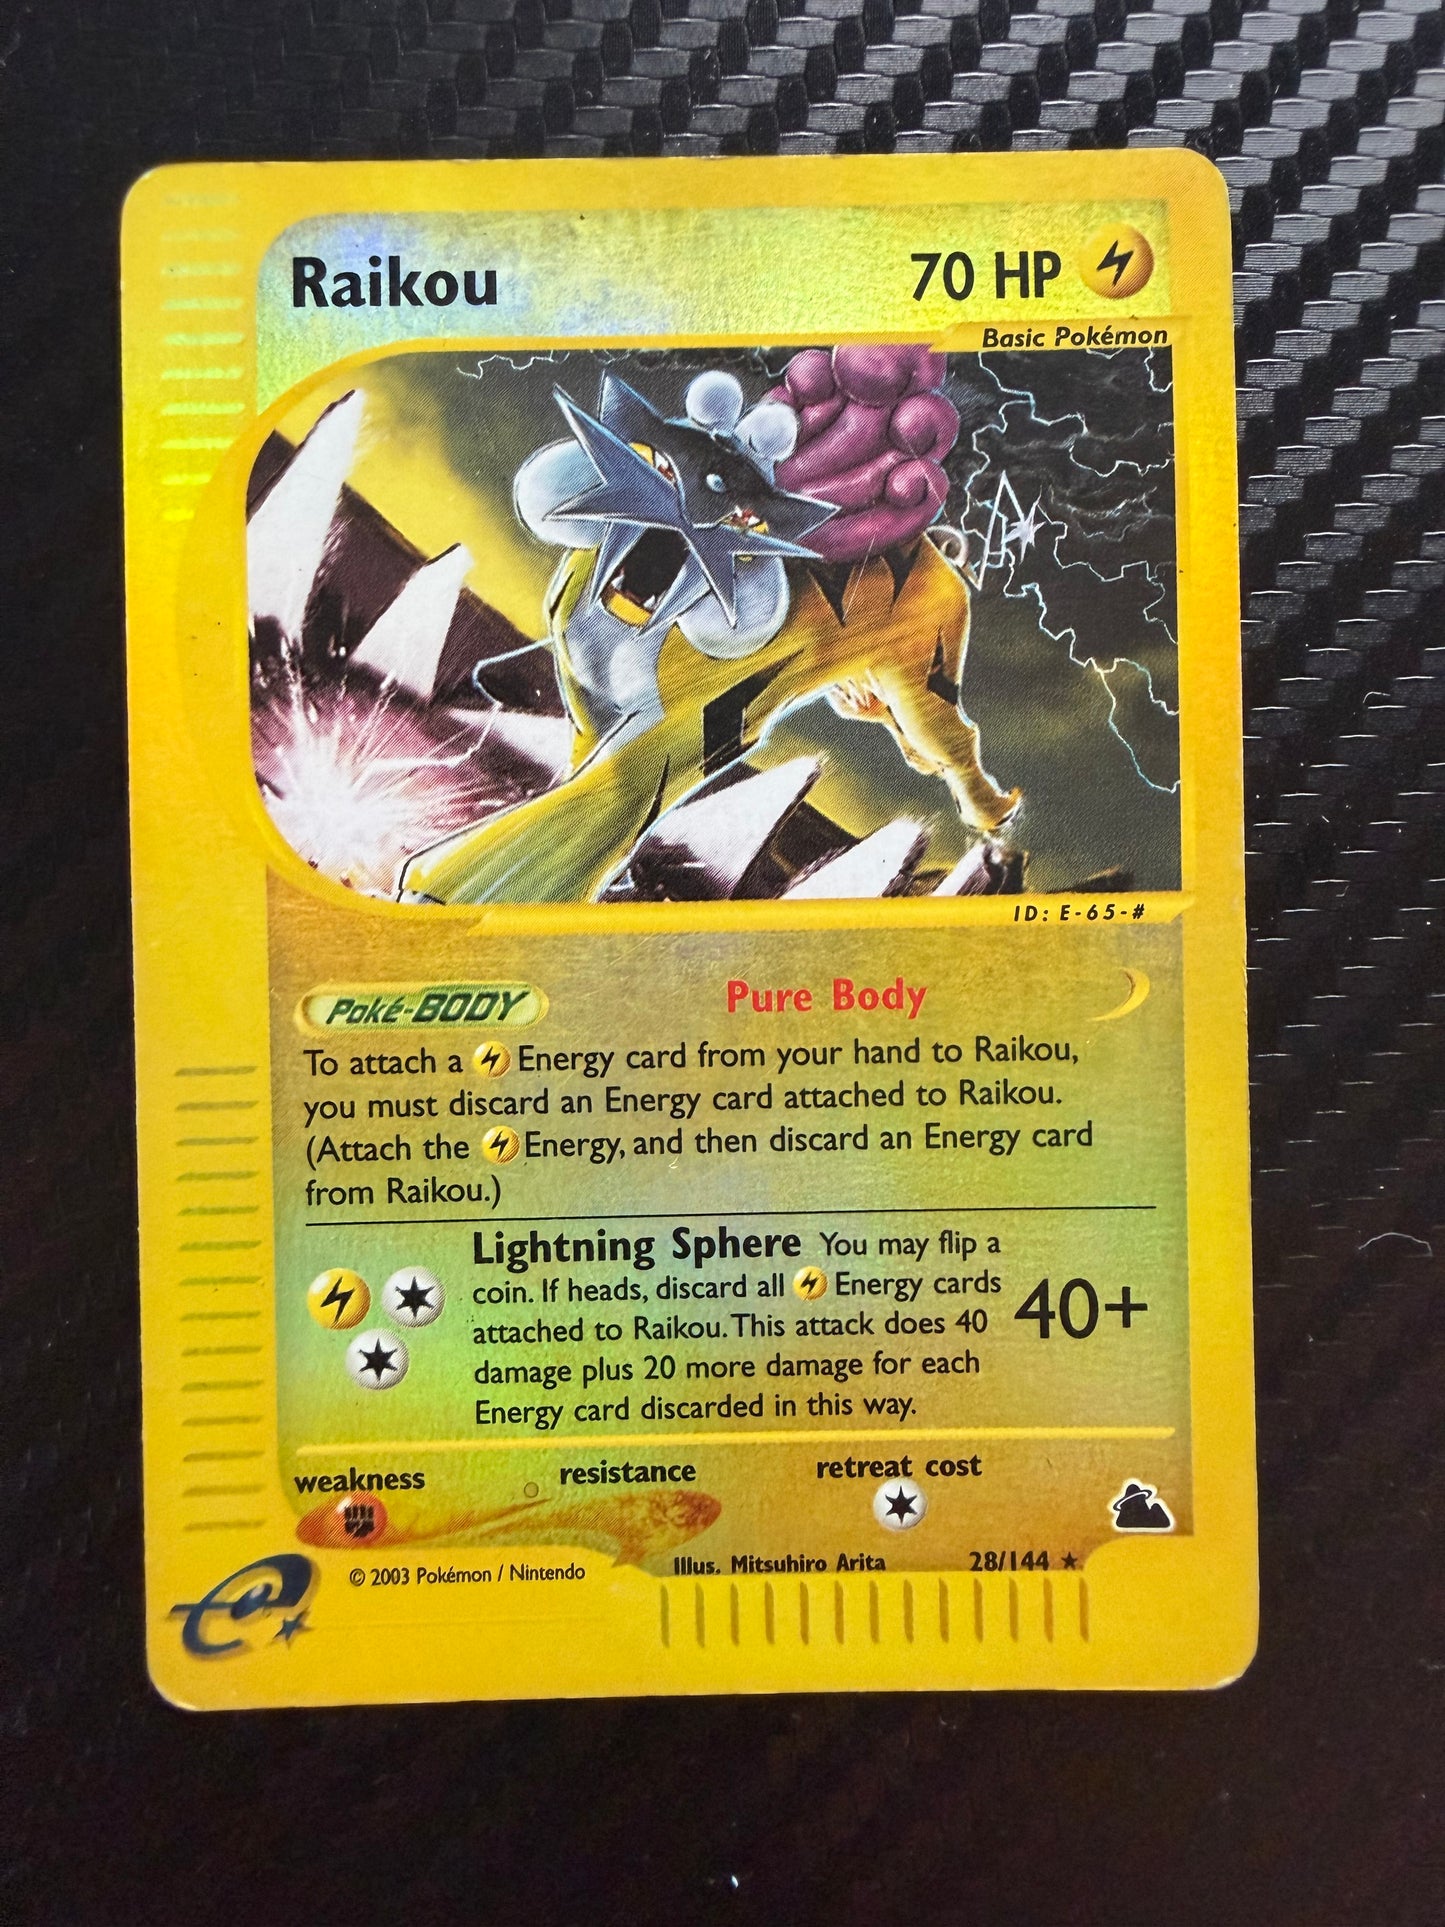 Raikou
70 HP
Basic Pokémon
ID: E-65-#
Poké-BODY
Pure Body
To attach a Energy card from your hand to Raikou,
you must discard an Energy card attached to Raikou.
(Attach the Energy, and then discard an Energy card
from Raikou.)
Lightning Sphere You may flip a
coin. If heads, discard all Energy cards
attached to Raikou. This attack does 40
damage plus 20 more damage for each
Energy card discarded in this way.
40+
weakness
resistance
retreat cost
© 2003 Pokémon / Nintendo
Illus. Mitsuhiro Arita
28/144 ★
e